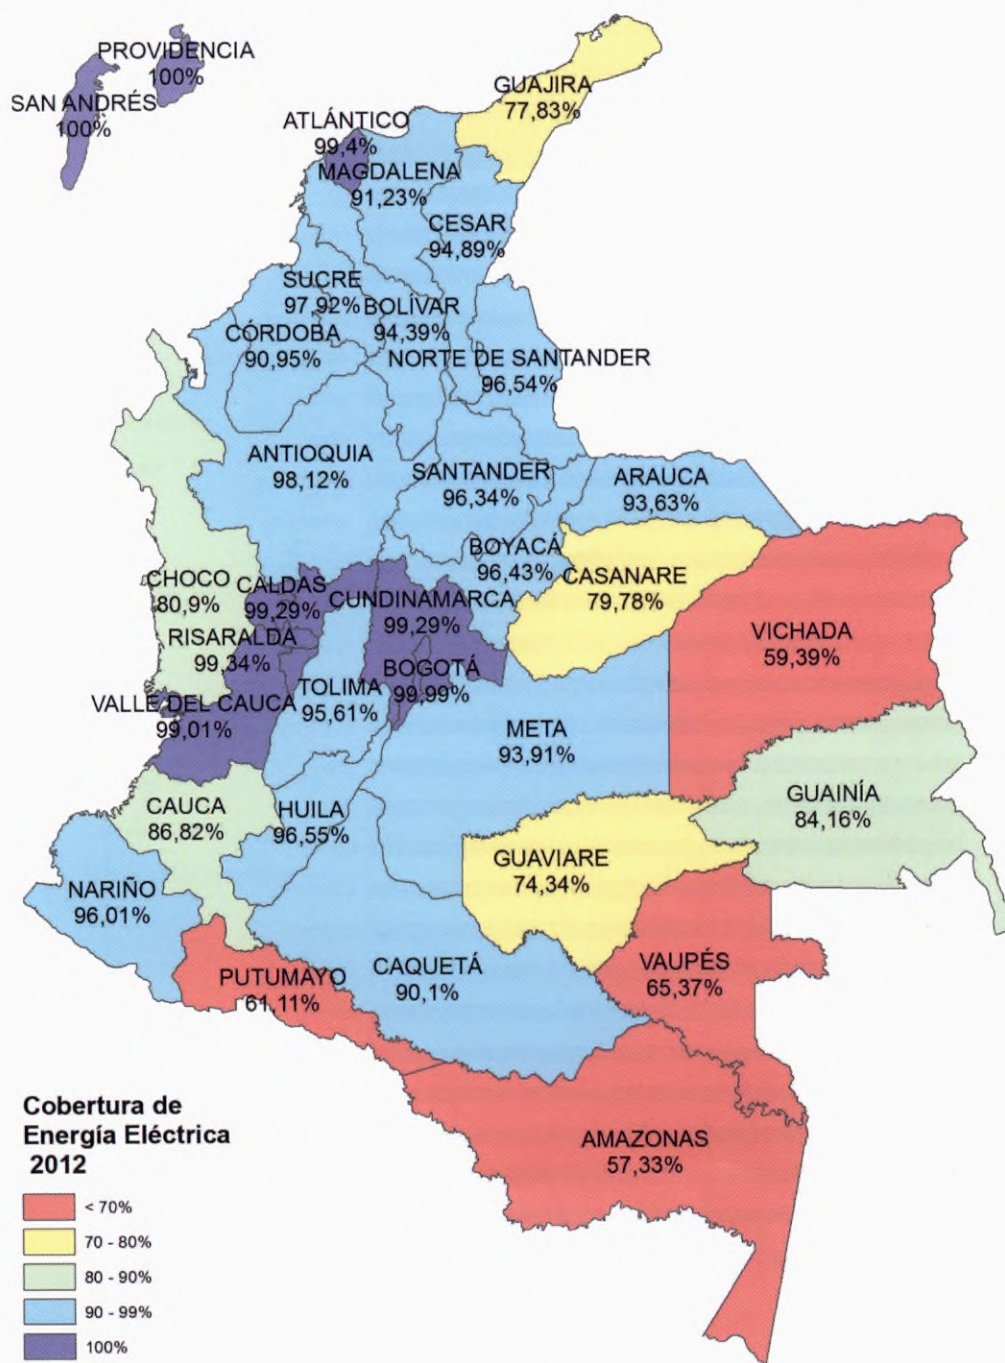 PROVIDENCIA
100%
SAN ANDRÉS
100%
GUAJIRA
77,83%
ATLÁNTICO
99,4%
MAGDALENA
91,23%
CESAR
94,89%
SUCRE
97,92%
BOLÍVAR
94,39%
CÓRDOBA
90,95%
NORTE DE SANTANDER
96,54%
ANTIOQUIA
98,12%
SANTANDER
96,34%
ARAUCA
93,63%
BOYACÁ
96,43%
CASANARE
79,78%
CHOCO
80,9%
CALDAS
99,29%
CUNDINAMARCA
99,29%
RISARALDA
99,34%
VICHADA
59,39%
BOGOTÁ
99,99%
TOLIMA
95,61%
VALLE DEL CAUCA
99,01%
META
93,91%
GUAINÍA
84,16%
CAUCA
86,82%
HUILA
96,55%
GUAVIARE
74,34%
NARIÑO
96,01%
VAUPÉS
65,37%
CAQUETÁ
90,1%
PUTUMAYO
61,11%
AMAZONAS
57,33%
Cobertura de
Energía Eléctrica
2012
< 70%
70 - 80%
80 - 90%
90 - 99%
100%